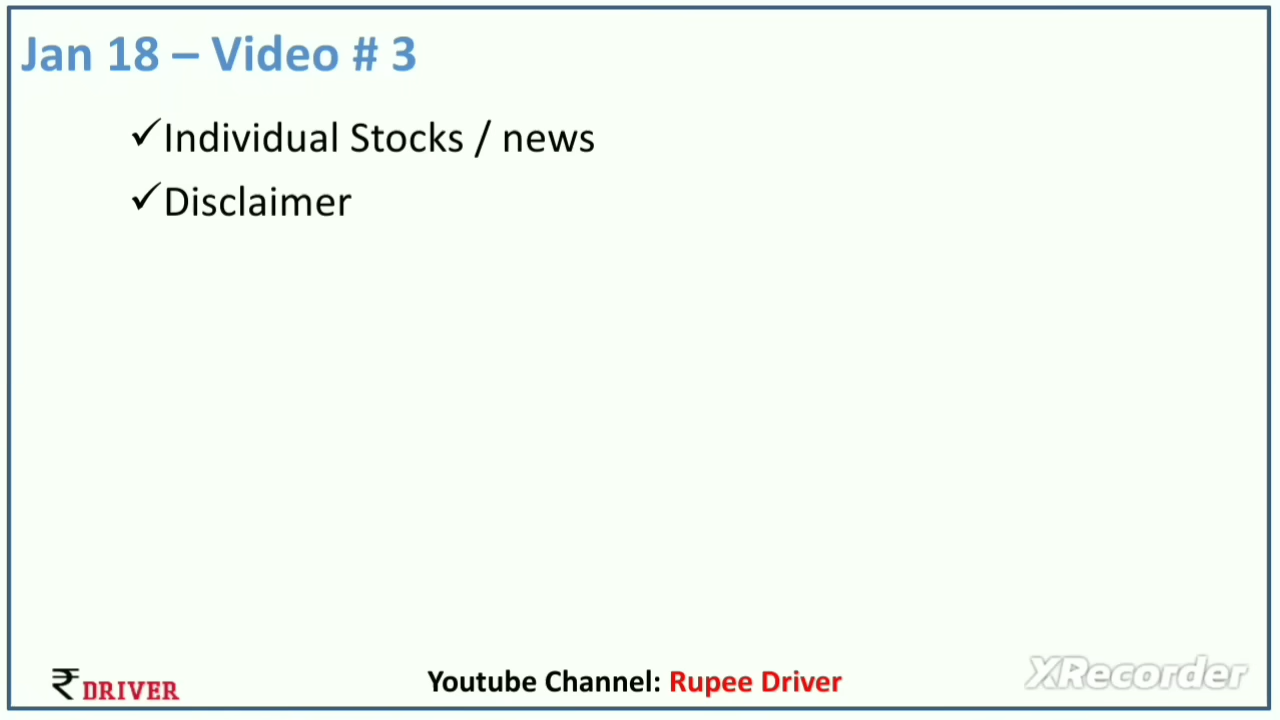 Jan 18 – Video # 3
✓Individual Stocks / news
✓Disclaimer
₹ DRIVER
Youtube Channel: Rupee Driver
XRecorder